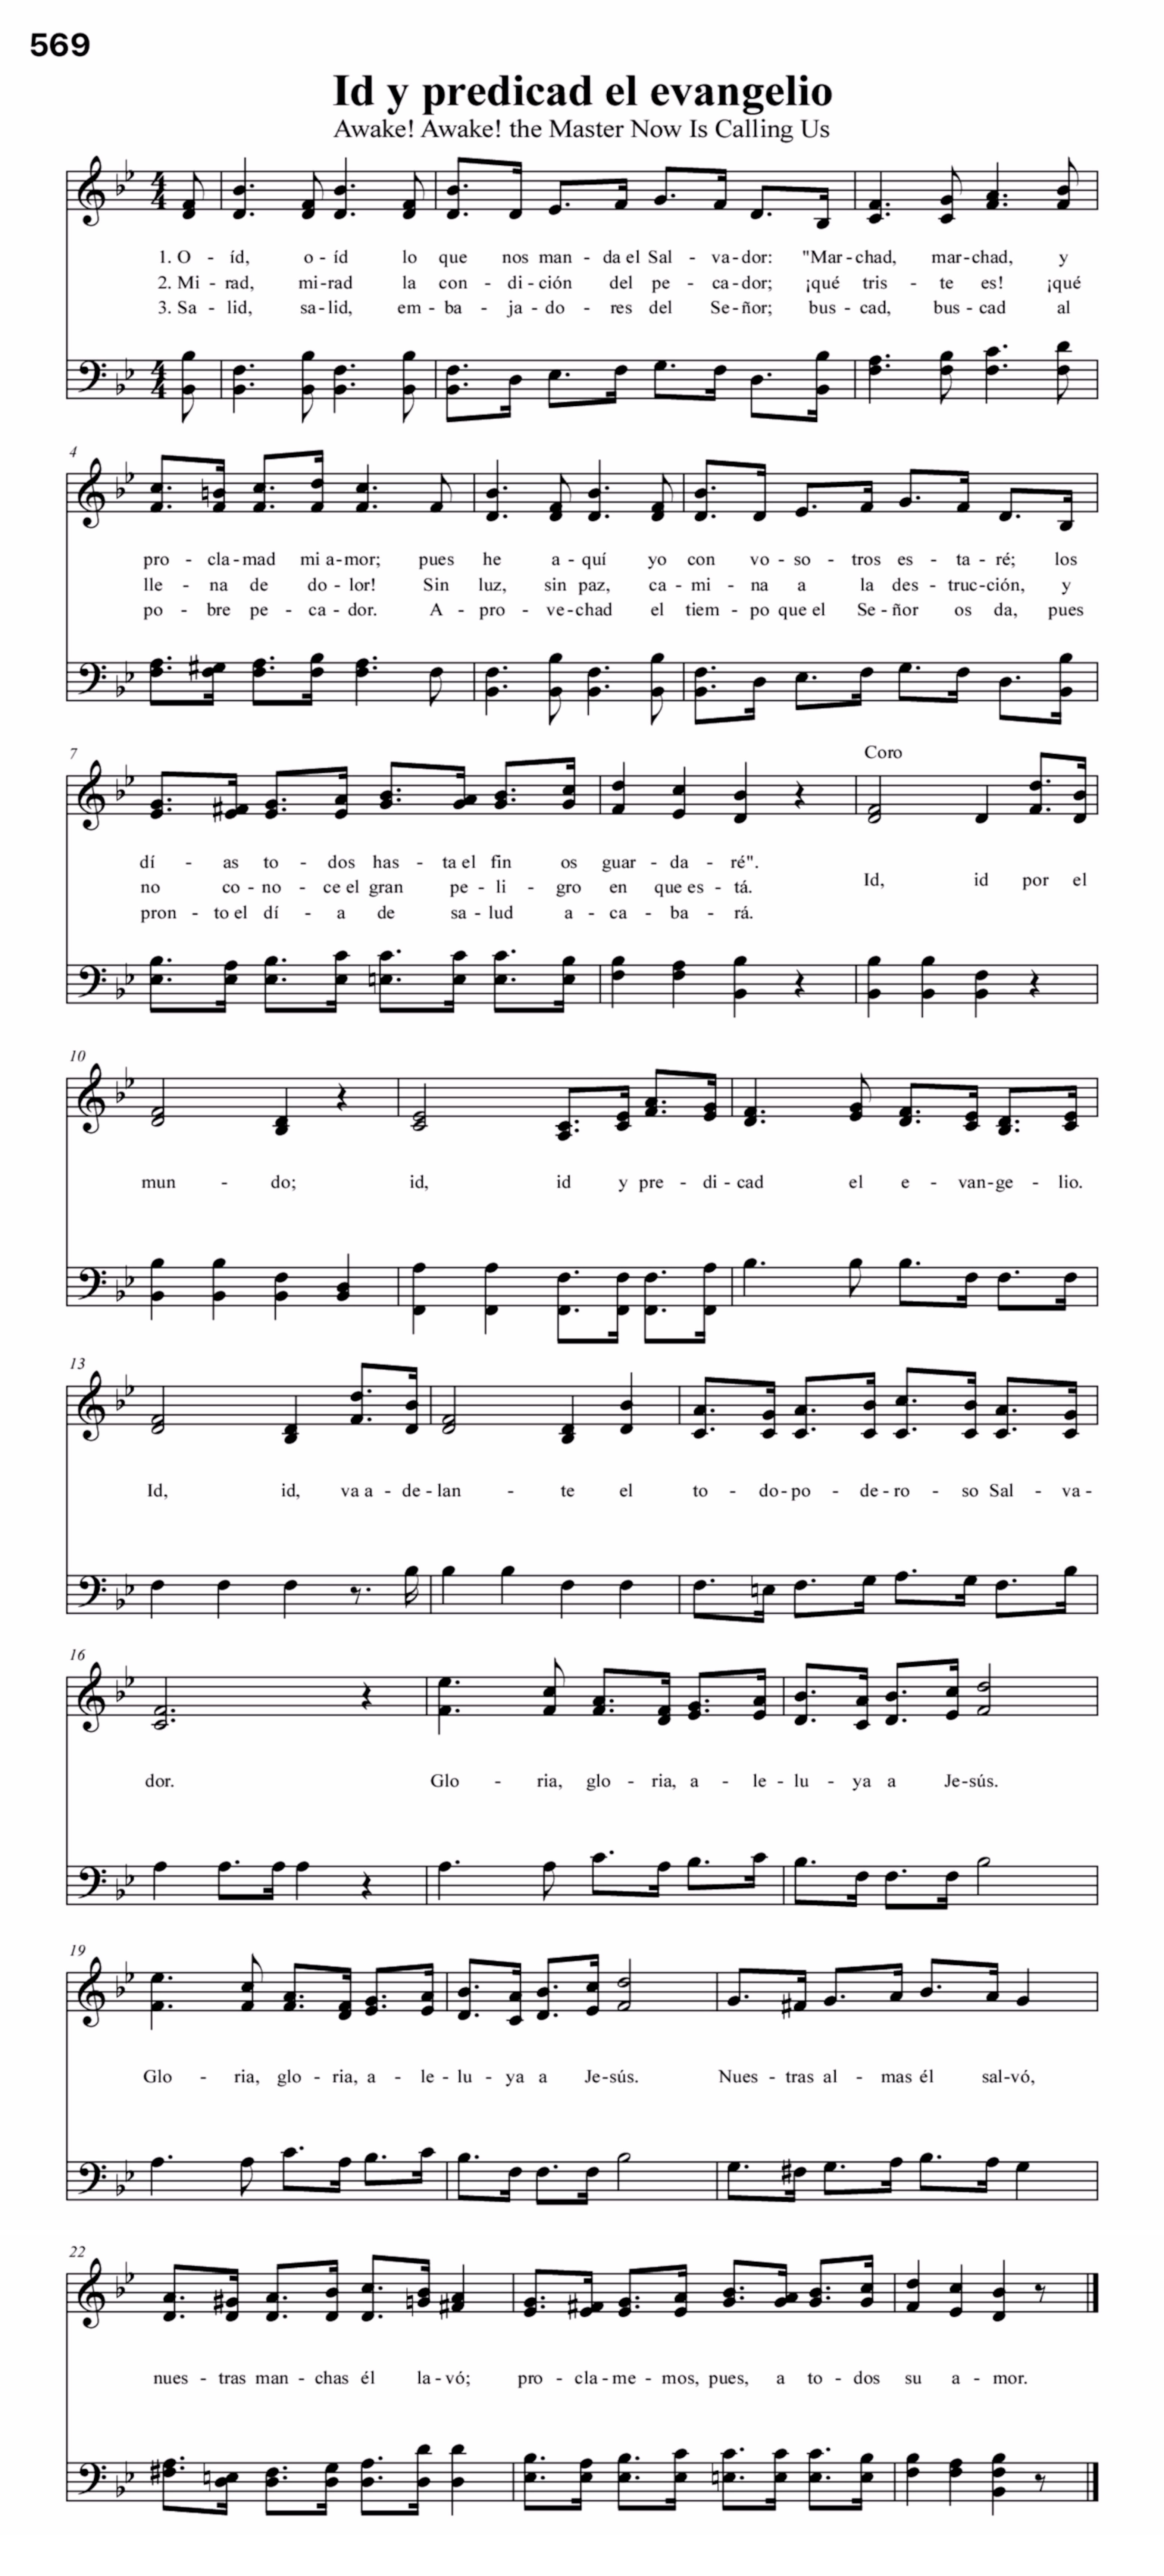 569
Id y predicad el evangelio
Awake! Awake! the Master Now Is Calling Us
1. O - íd, o - íd lo que nos man - da el Sal - va - dor: "Mar - chad, mar - chad, y
2. Mi - rad, mi - rad la con - di - ción del pe - ca - dor; ¡qué tris - te es! ¡qué
3. Sa - lid, sa - lid, em - ba - ja - do - res del Se - ñor; bus - cad, bus - cad al
4
pro - cla - mad mi a - mor; pues he a - quí yo con vo - so - tros es - ta - ré; los
lle - na de do - lor! Sin luz, sin paz, ca - mi - na a la des - truc - ción, y
po - bre pe - ca - dor. A - pro - ve - chad el tiem - po que el Se - ñor os da, pues
7
Coro
dí - as to - dos has - ta el fin os guar - da - ré".
no co - no - ce el gran pe - li - gro en que es - tá.
pron - to el dí - a de sa - lud a - ca - ba - rá.
Id, id por el
10
mun - do; id, id y pre - di - cad el e - van - ge - lio.
13
Id, id, va a - de - lan - te el to - do - po - de - ro - so Sal - va -
16
dor. Glo - ria, glo - ria, a - le - lu - ya a Je - sús.
19
Glo - ria, glo - ria, a - le - lu - ya a Je - sús. Nues - tras al - mas él sal - vó,
22
nues - tras man - chas él la - vó; pro - cla - me - mos, pues, a to - dos su a - mor.